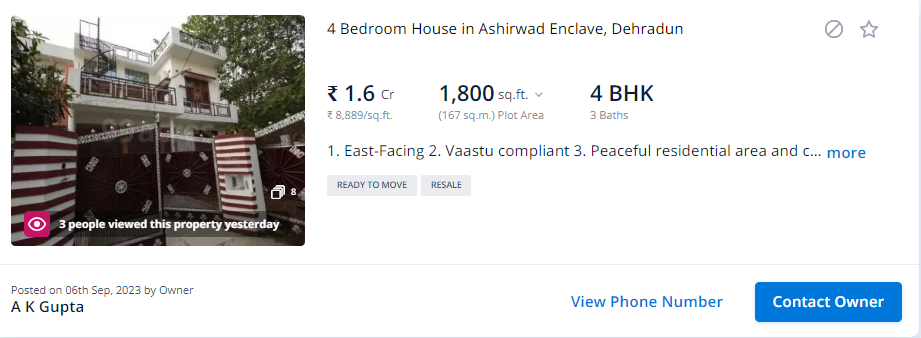 4 Bedroom House in Ashirwad Enclave, Dehradun
₹ 1.6 Cr
₹ 8,889/sq.ft.
1,800 sq.ft.
(167 sq.m.) Plot Area
4 BHK
3 Baths
1. East-Facing 2. Vaastu compliant 3. Peaceful residential area and c... more
READY TO MOVE
RESALE
8
3 people viewed this property yesterday
Posted on 06th Sep, 2023 by Owner
A K Gupta
View Phone Number
Contact Owner